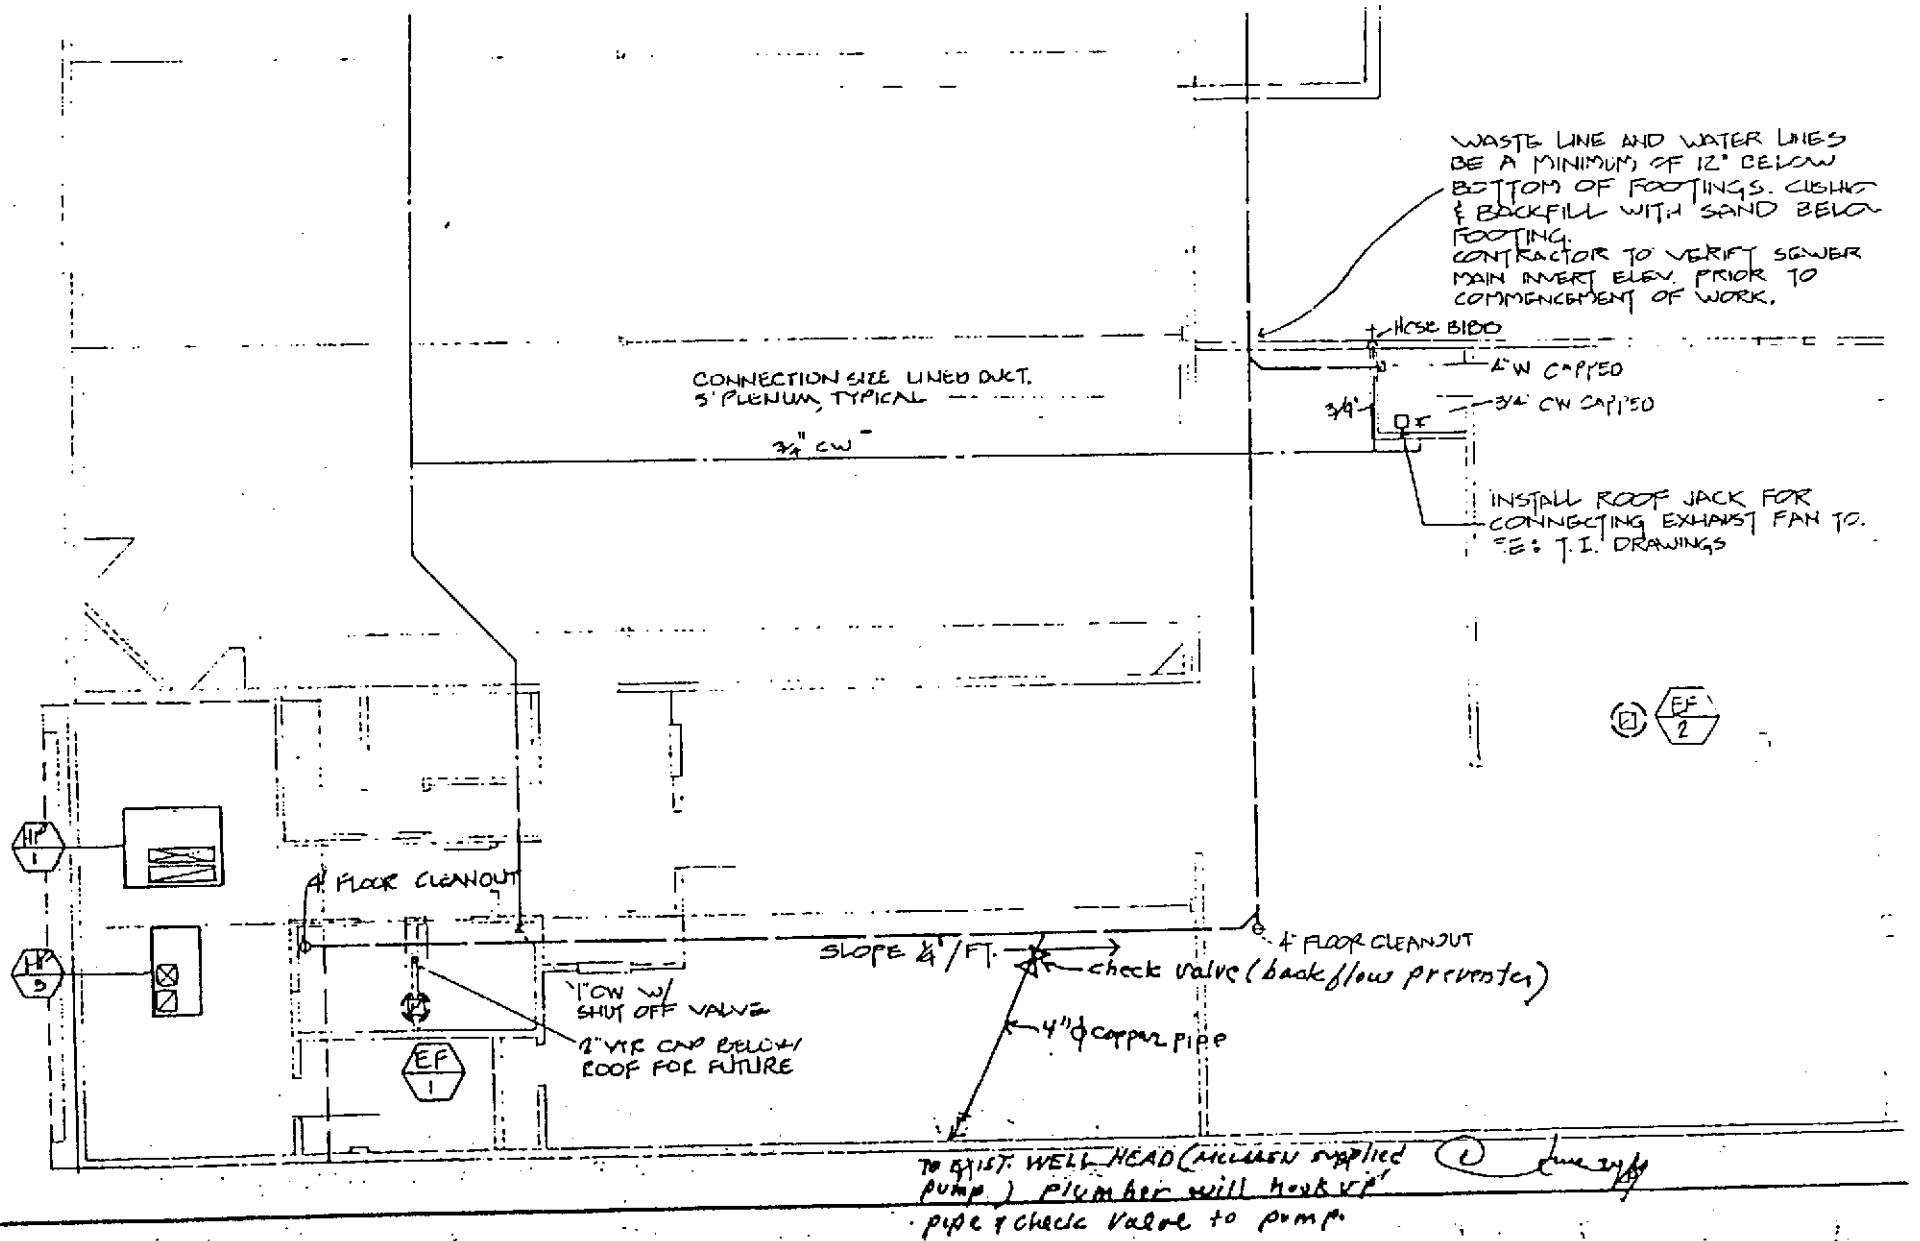 WASTE LINE AND WATER LINES
BE A MINIMUM OF 12" BELOW
BOTTOM OF FOOTINGS.
& BACKFILL WITH SAND BELOW
FOOTING.
CONTRACTOR TO VERIFY SEWER
MAIN INVERT ELEV. PRIOR TO
COMMENCEMENT OF WORK.
HOSE BIBB
4" W CAPPED
3/4" CW CAPPED
3/4"
CONNECTION SIZE LINED DUCT.
PLENUM, TYPICAL
3/4" CW
INSTALL ROOF JACK FOR
CONNECTING EXHAUST FAN TO.
T.I. DRAWINGS
EF
2
HP
1
4" FLOOR CLEANOUT
HP
SLOPE 1/4"/FT.
4" FLOOR CLEANOUT
check valve (backflow preventer)
1" CW W/
SHUT OFF VALVE
4" φ copper pipe
2" VTR CAP BELOW
ROOF FOR FUTURE
EF
1
TO EXIST. WELL HEAD ( supplied
pump) plumber will hook up
pipe & check valve to pump.
1